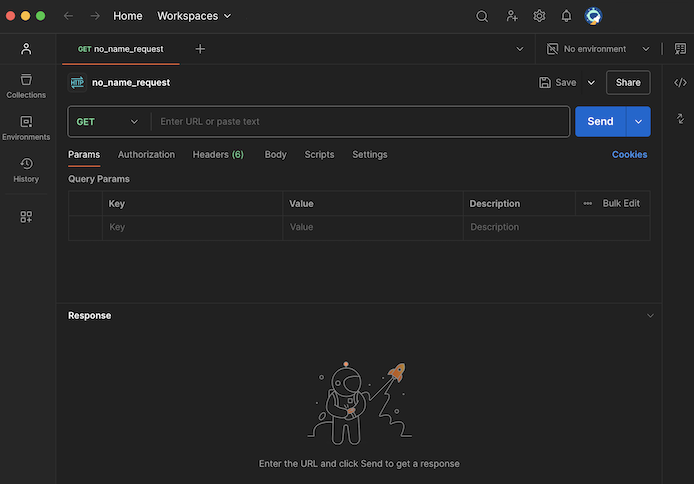 Home Workspaces
GET no_name_request
No environment
HTTP no_name_request Save Share
GET Enter URL or paste text Send
Params Authorization Headers (6) Body Scripts Settings Cookies
Query Params
Key Value Description Bulk Edit
Key Value Description
Collections
Environments
History
Response
Enter the URL and click Send to get a response